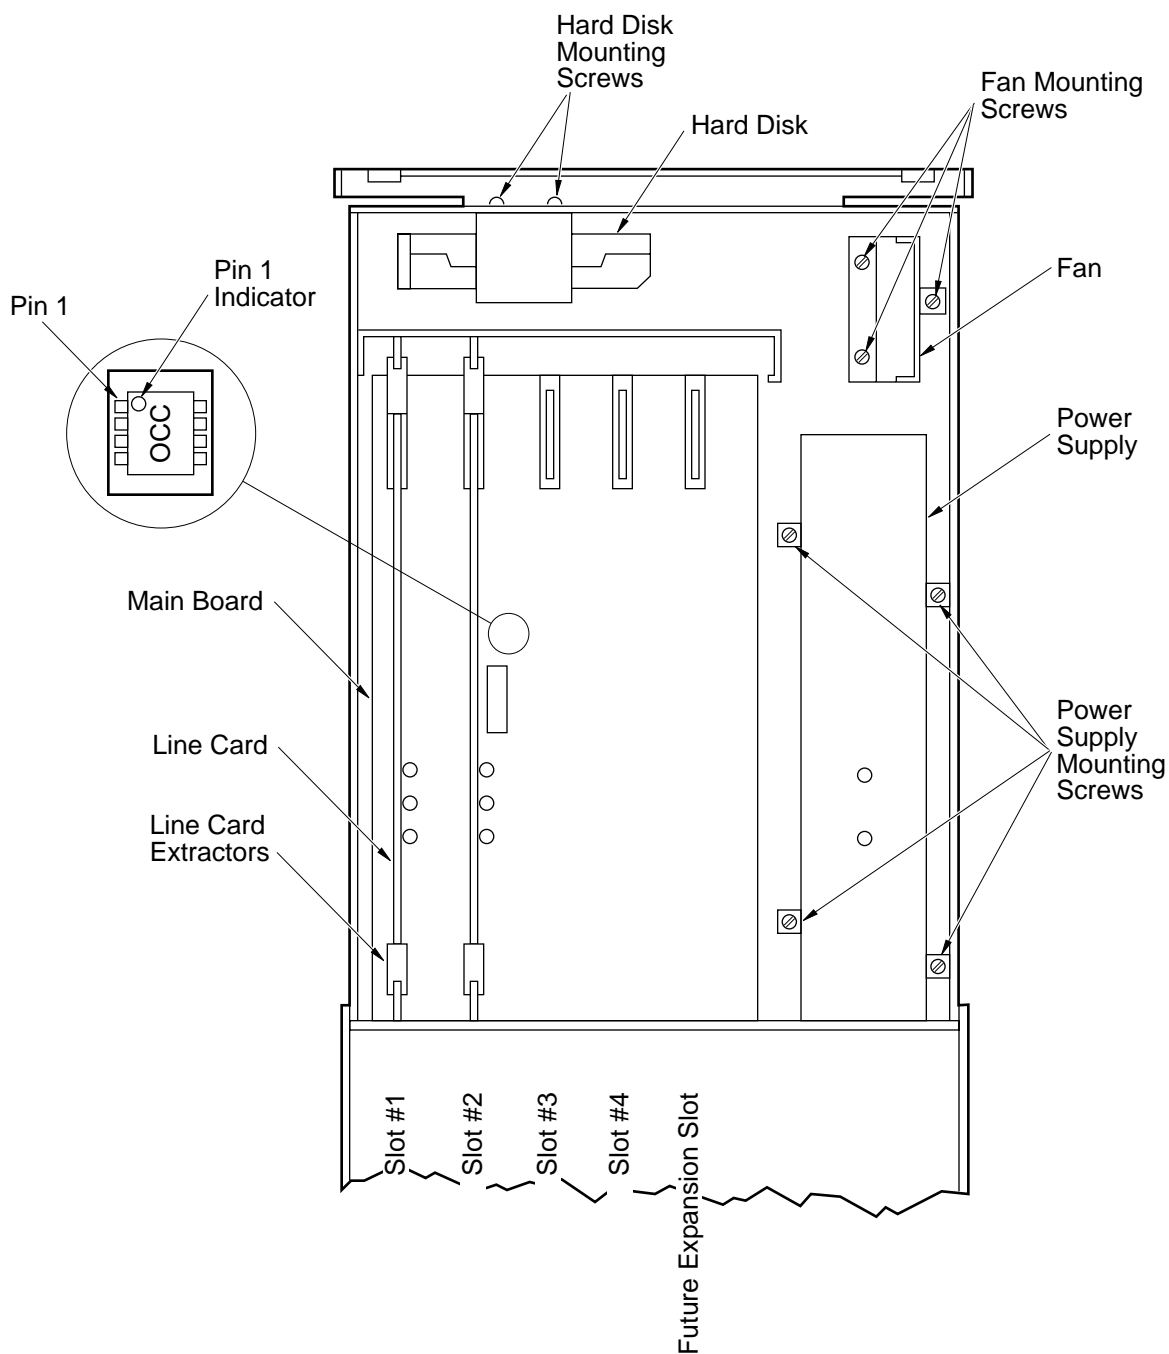 Hard Disk
Mounting
Screws
Fan Mounting
Screws
Hard Disk
Pin 1
Indicator
Fan
Pin 1
OCC
Power
Supply
Main Board
Power
Supply
Mounting
Screws
Line Card
Line Card
Extractors
Slot #1
Slot #2
Slot #3
Slot #4
Future Expansion Slot